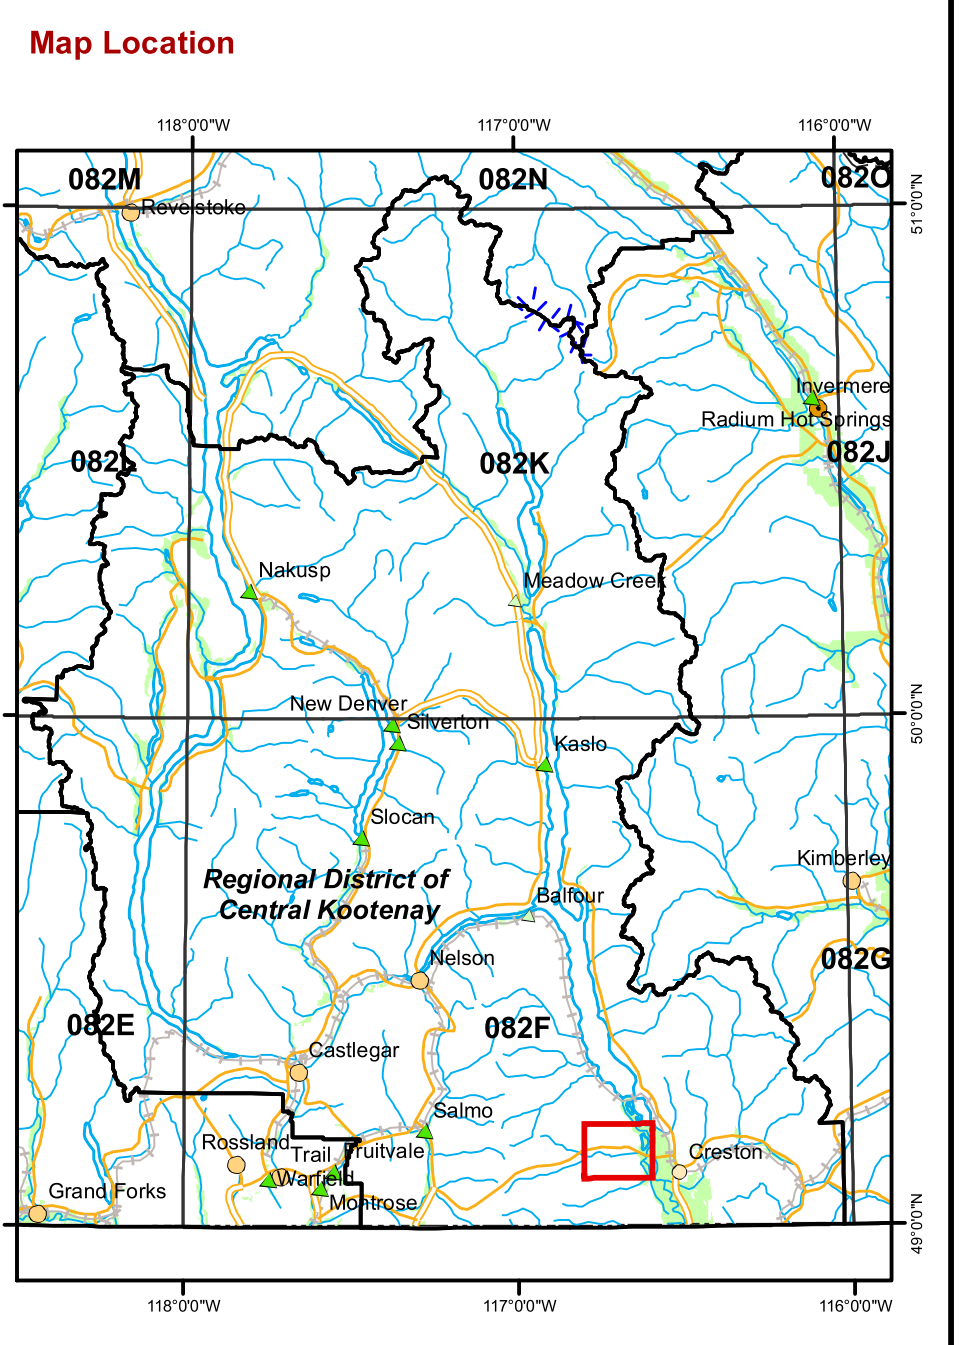 Map Location
118°0'0"W
117°0'0"W
116°0'0"W
082M
082N
082O
51°0'0"N
Revelstoke
Invermere
Radium Hot Springs
082L
082K
082J
Nakusp
Meadow Creek
New Denver
Silverton
50°0'0"N
Kaslo
Slocan
Kimberley
Regional District of
Central Kootenay
Balfour
Nelson
082G
082E
082F
Castlegar
Salmo
Rossland
Trail
Fruitvale
Creston
Warfield
Grand Forks
Montrose
49°0'0"N
118°0'0"W
117°0'0"W
116°0'0"W